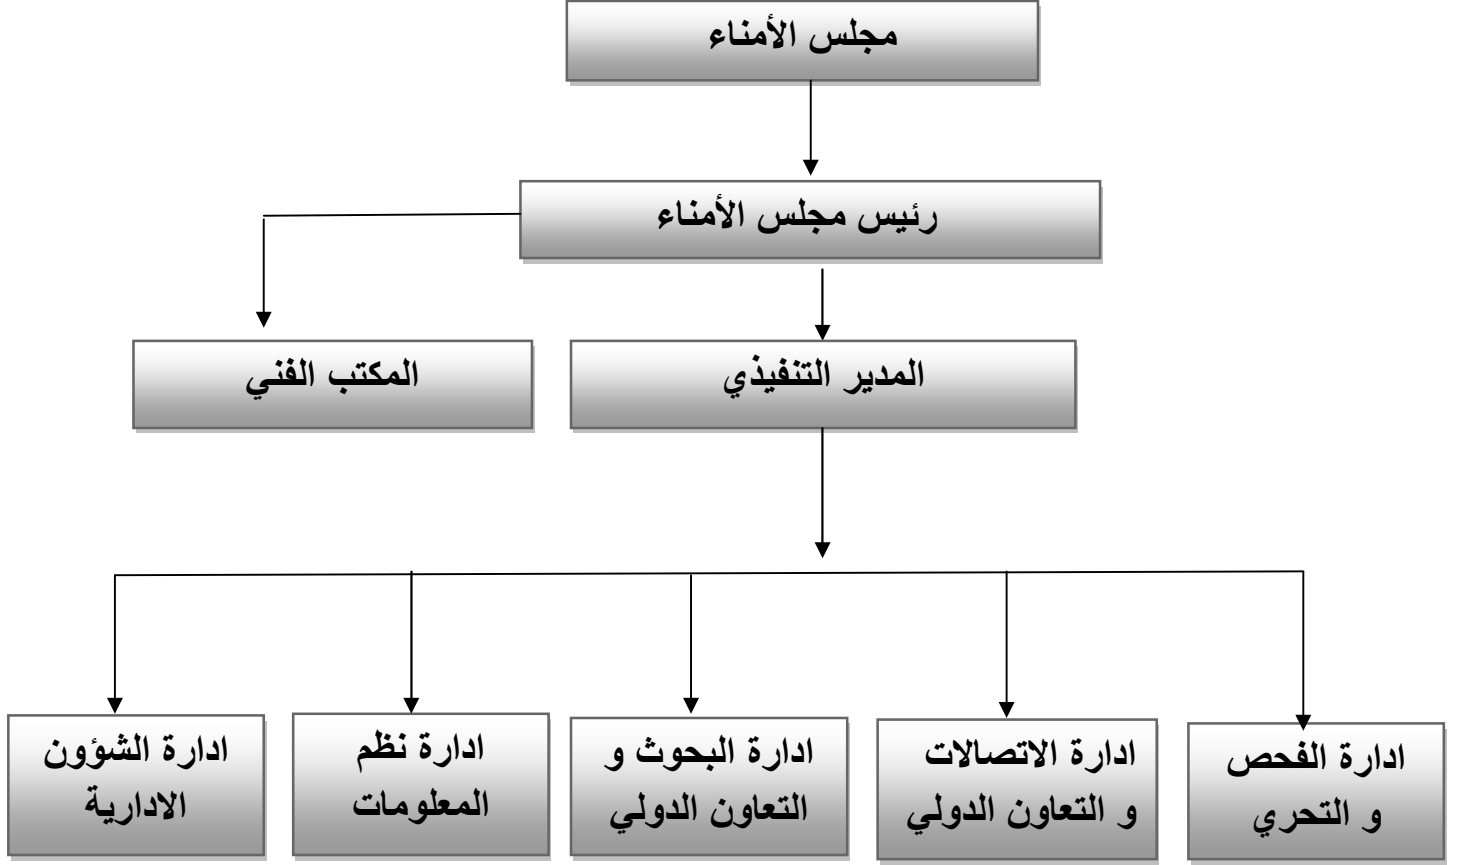 مجلس الأمناء
رئيس مجلس الأمناء
المدير التنفيذي
المكتب الفني
ادارة الفحص
و التحري
ادارة الاتصالات
و التعاون الدولي
ادارة البحوث و
التعاون الدولي
ادارة نظم
المعلومات
ادارة الشؤون
الادارية